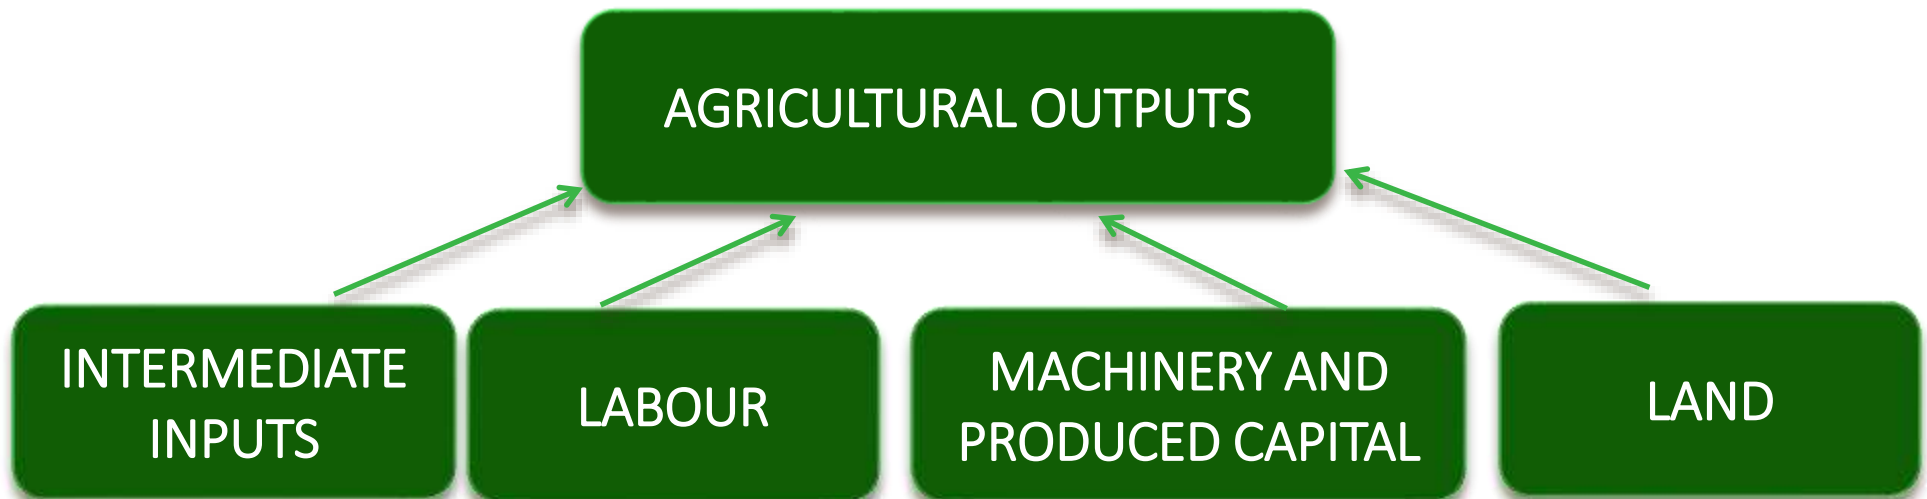 AGRICULTURAL OUTPUTS
INTERMEDIATE
INPUTS
LABOUR
MACHINERY AND
PRODUCED CAPITAL
LAND